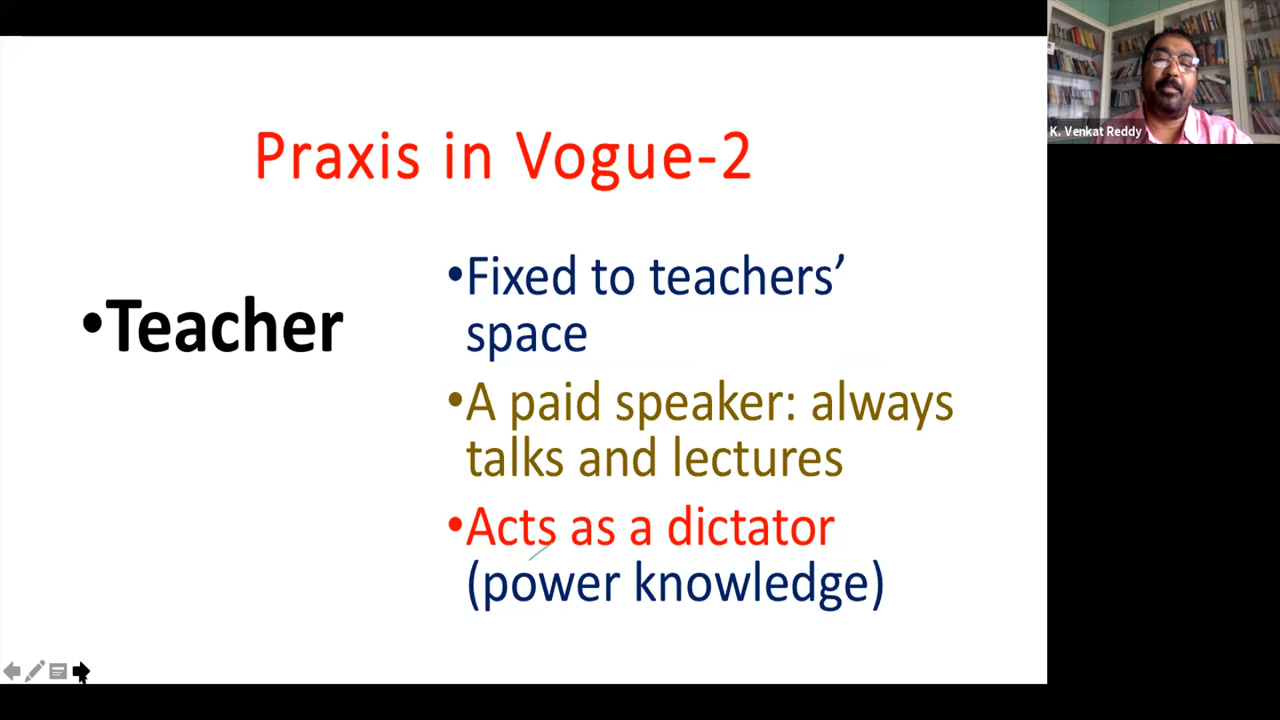 K. Venkat Reddy
Praxis in Vogue-2
•Teacher
•Fixed to teachers’
space
•A paid speaker: always
talks and lectures
•Acts as a dictator
(power knowledge)